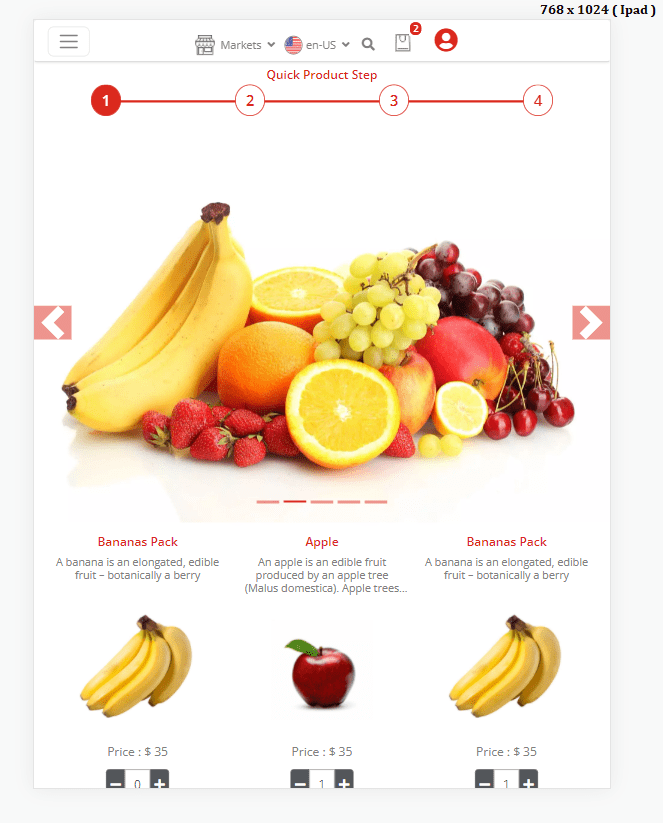 768 x 1024 ( Ipad )
Markets en-US 2
Quick Product Step
1 2 3 4
Bananas Pack Apple Bananas Pack
A banana is an elongated, edible An apple is an edible fruit A banana is an elongated, edible
fruit – botanically a berry produced by an apple tree fruit – botanically a berry
(Malus domestica). Apple trees...
Price : $ 35 Price : $ 35 Price : $ 35
− 0 + − 1 + − 1 +